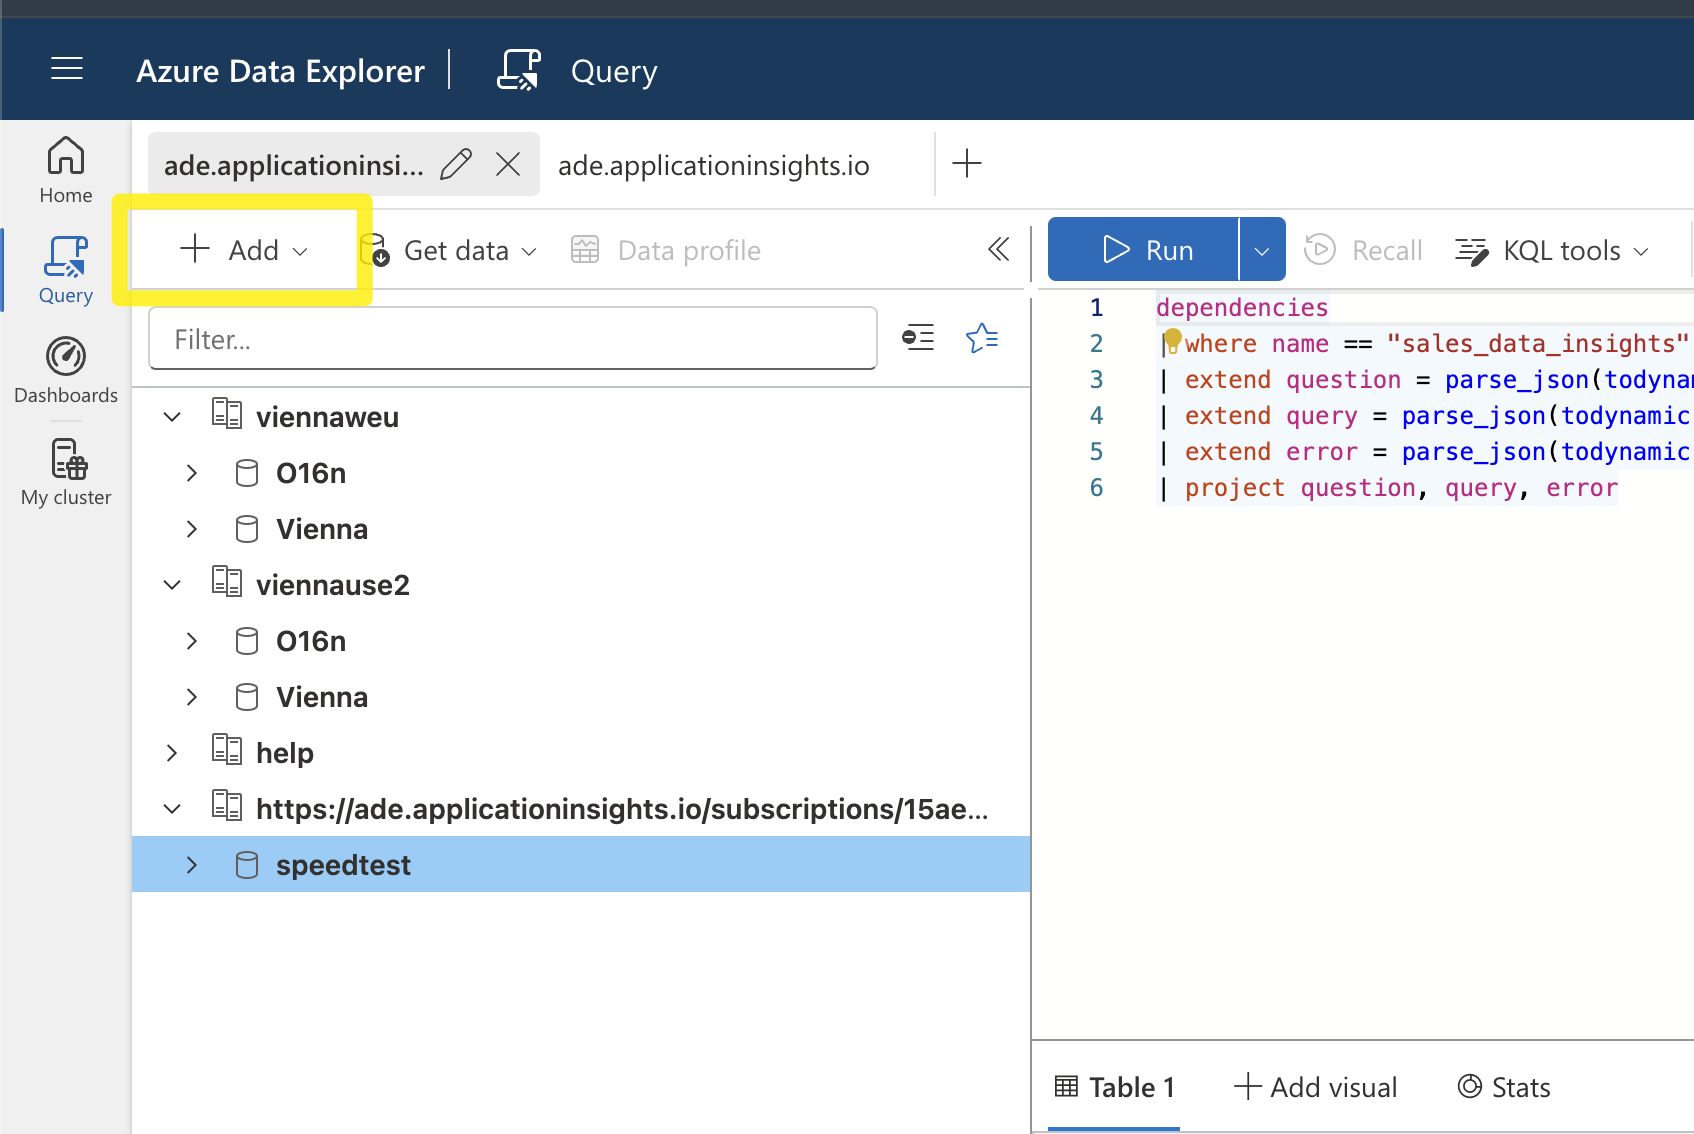 Azure Data Explorer
Query
Home
Query
Dashboards
My cluster
ade.applicationinsi...
ade.applicationinsights.io
Add
Get data
Data profile
Run
Recall
KQL tools
Filter...
viennaweu
O16n
Vienna
viennause2
O16n
Vienna
help
https://ade.applicationinsights.io/subscriptions/15ae...
speedtest
1 dependencies
2 | where name == "sales_data_insights"
3 | extend question = parse_json(todynam
4 | extend query = parse_json(todynamic
5 | extend error = parse_json(todynamic
6 | project question, query, error
Table 1
Add visual
Stats